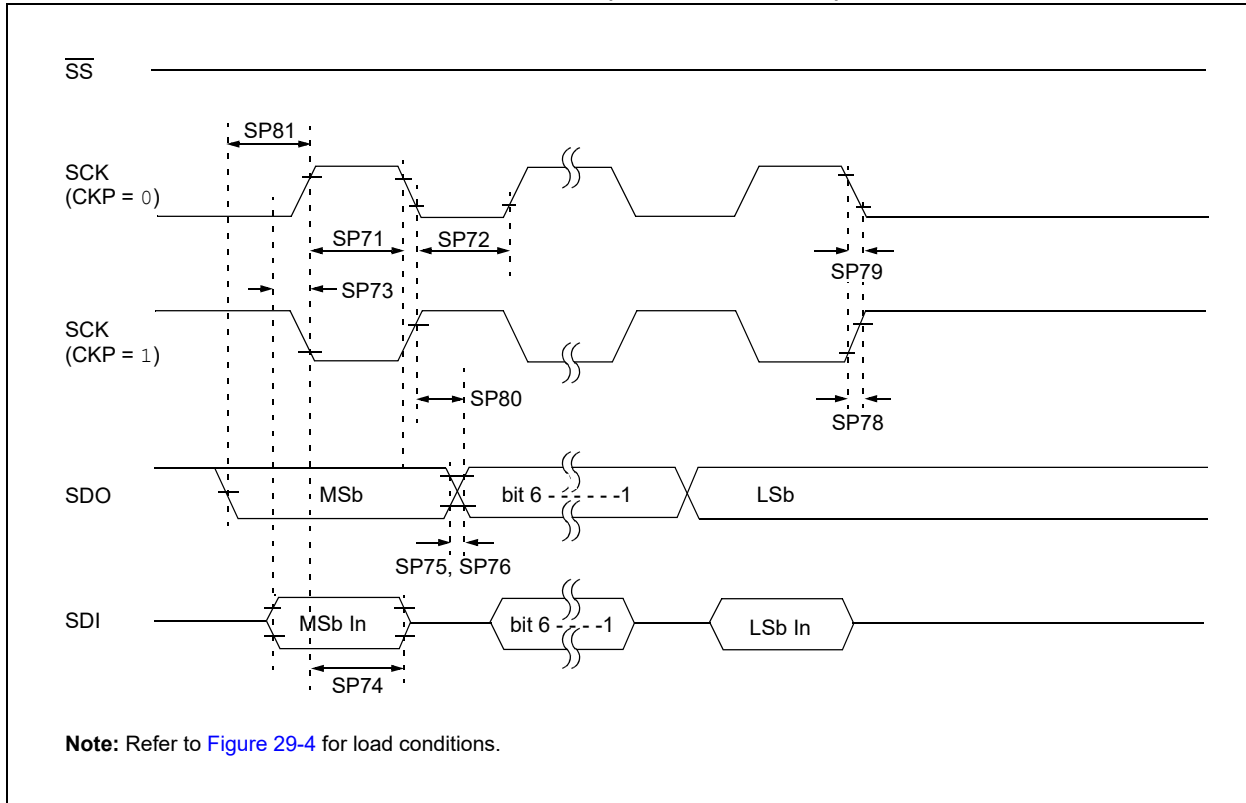 SS
SP81
SCK
(CKP = 0)
SP71
SP72
SP79
SP73
SCK
(CKP = 1)
SP80
SP78
SDO
MSb
bit 6 - - - - - -1
LSb
SP75, SP76
SDI
MSb In
bit 6 - - - -1
LSb In
SP74
Note: Refer to Figure 29-4 for load conditions.